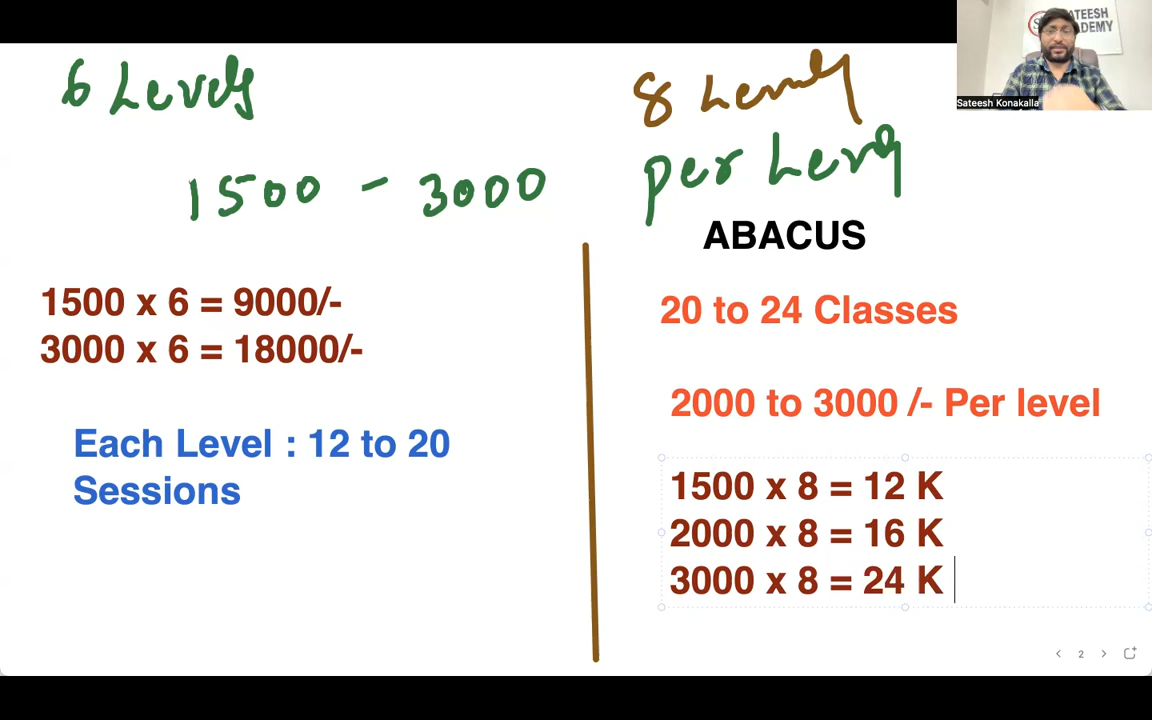 6 Levels
1500 - 3000
1500 x 6 = 9000/-
3000 x 6 = 18000/-
Each Level : 12 to 20
Sessions
8 Levels
per Level
ABACUS
20 to 24 Classes
2000 to 3000 /- Per level
1500 x 8 = 12 K
2000 x 8 = 16 K
3000 x 8 = 24 K
ATEESH
ADEMY
Sateesh Konakalla
2